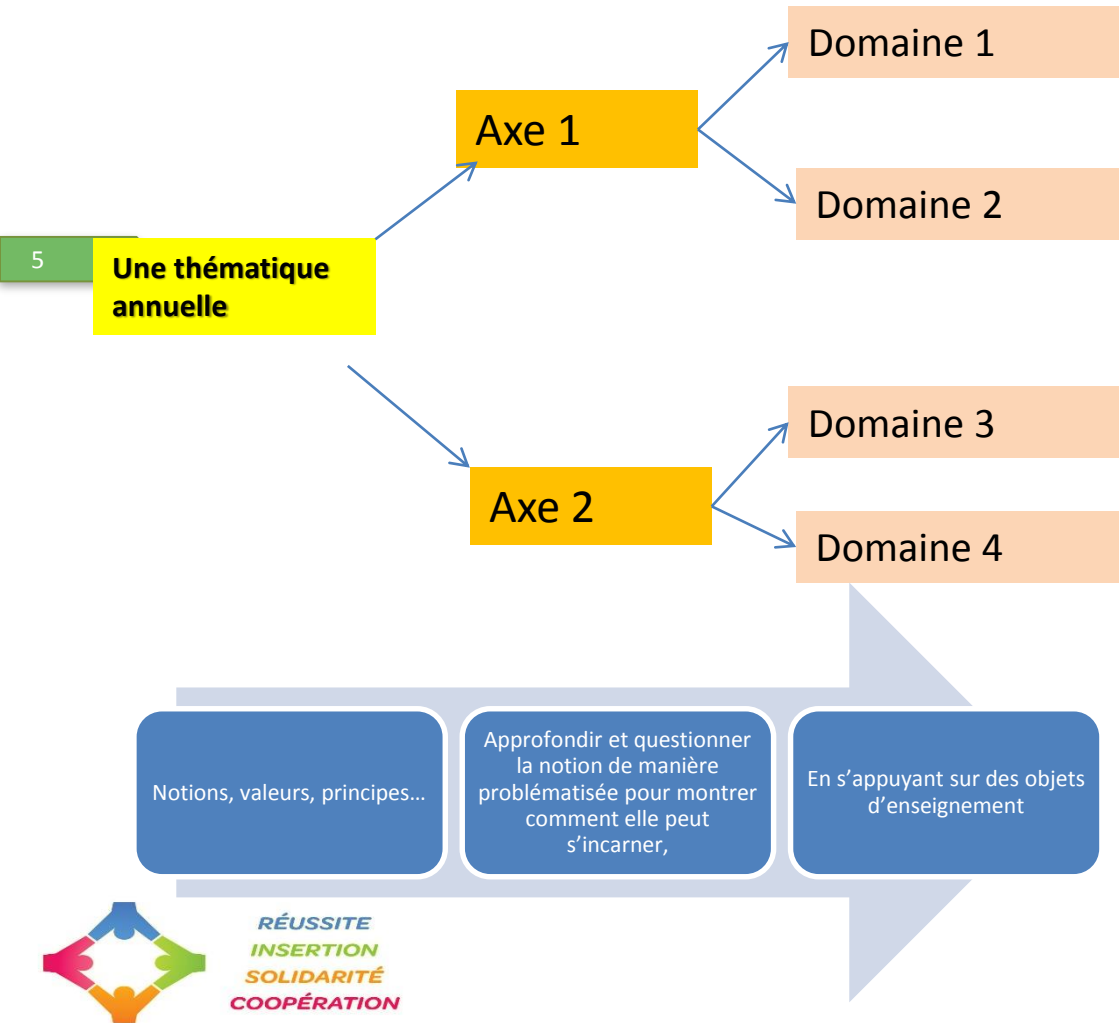 Domaine 1
Axe 1
Domaine 2
5
Une thématique
annuelle
Domaine 3
Axe 2
Domaine 4
Notions, valeurs, principes...
Approfondir et questionner
la notion de manière
problématisée pour montrer
comment elle peut
s’incarner,
En s’appuyant sur des objets
d’enseignement
RÉUSSITE
INSERTION
SOLIDARITÉ
COOPÉRATION